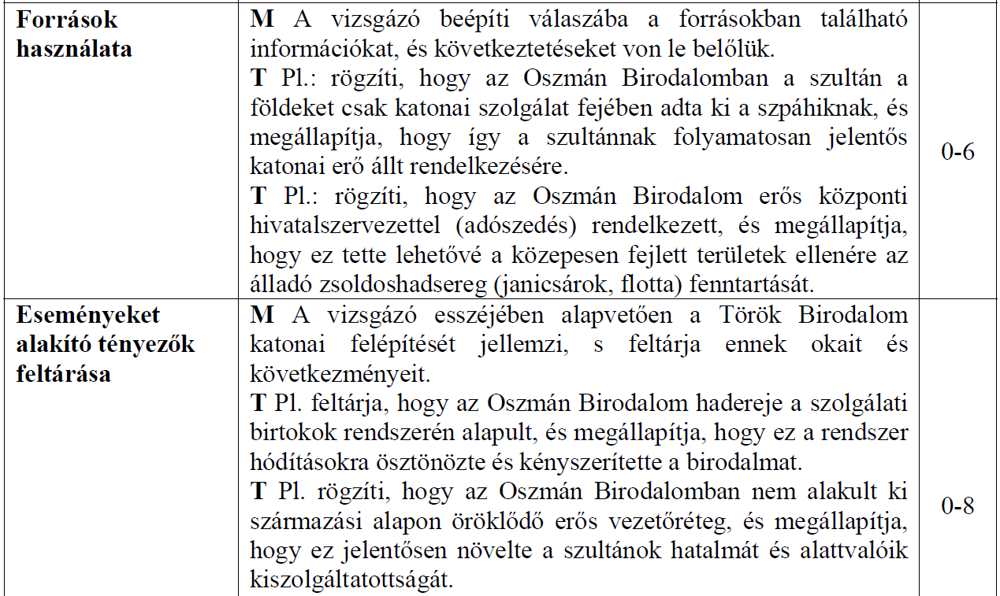 Források
használata
M A vizsgázó beépíti válaszába a forrásokban található
információkat, és következtetéseket von le belőlük.
T Pl.: rögzíti, hogy az Oszmán Birodalomban a szultán a
földeket csak katonai szolgálat fejében adta ki a szpáhiknak, és
megállapítja, hogy így a szultánnak folyamatosan jelentős
katonai erő állt rendelkezésére.
T Pl.: rögzíti, hogy az Oszmán Birodalom erős központi
hivatalszervezettel (adószedés) rendelkezett, és megállapítja,
hogy ez tette lehetővé a közepesen fejlett területek ellenére az
álladó zsoldoshadsereg (janicsárok, flotta) fenntartását.
0-6
Eseményeket
alakító tényezők
feltárása
M A vizsgázó esszéjében alapvetően a Török Birodalom
katonai felépítését jellemzi, s feltárja ennek okait és
következményeit.
T Pl. feltárja, hogy az Oszmán Birodalom hadereje a szolgálati
birtokok rendszerén alapult, és megállapítja, hogy ez a rendszer
hódításokra ösztönözte és kényszerítette a birodalmat.
T Pl. rögzíti, hogy az Oszmán Birodalomban nem alakult ki
származási alapon öröklődő erős vezetőréteg, és megállapítja,
hogy ez jelentősen növelte a szultánok hatalmát és alattvalóik
kiszolgáltatottságát.
0-8